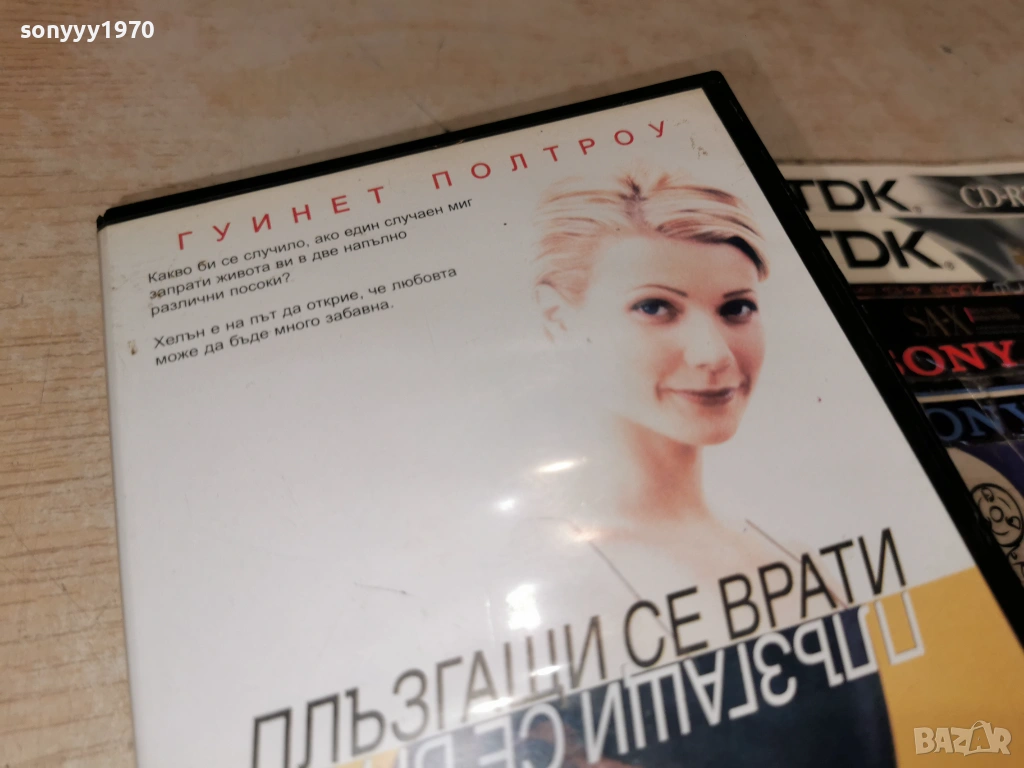 sonyyy1970
ГУИНЕТ ПОЛТРОУ
Какво би се случило, ако един случаен миг
запрати живота ви в две напълно
различни посоки?
Хелън е на път да открие, че любовта
може да бъде много забавна.
ПЛЪЗГАЩИ СЕ ВРАТИ
ПЛЪЗГАЩИ СЕ
TDK
CD-R
TDK
SA-X
SONY
SONY
BAZAR